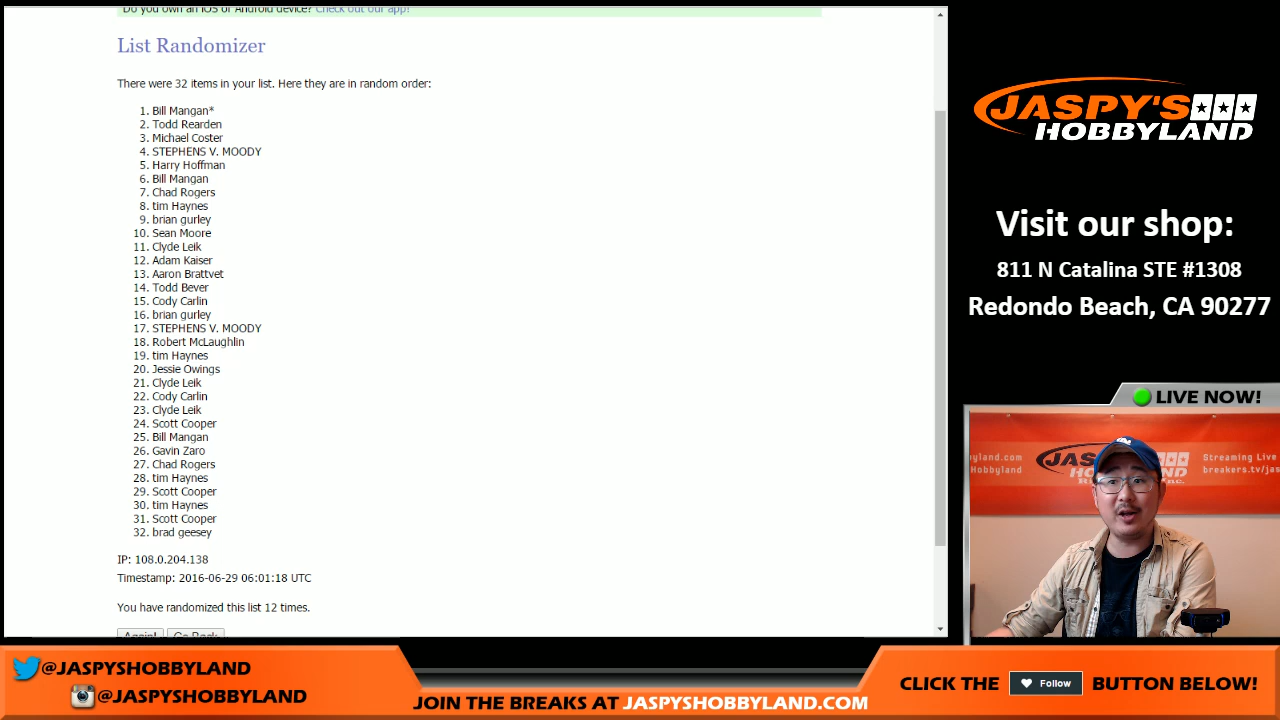 Do you own an iOS or Android device? Check out our app!
List Randomizer
There were 32 items in your list. Here they are in random order:
1. Bill Mangan*
2. Todd Rearden
3. Michael Coster
4. STEPHENS V. MOODY
5. Harry Hoffman
6. Bill Mangan
7. Chad Rogers
8. tim Haynes
9. brian gurley
10. Sean Moore
11. Clyde Leik
12. Adam Kaiser
13. Aaron Brattvet
14. Todd Bever
15. Cody Carlin
16. brian gurley
17. STEPHENS V. MOODY
18. Robert McLaughlin
19. tim Haynes
20. Jessie Owings
21. Clyde Leik
22. Cody Carlin
23. Clyde Leik
24. Scott Cooper
25. Bill Mangan
26. Gavin Zaro
27. Chad Rogers
28. tim Haynes
29. Scott Cooper
30. tim Haynes
31. Scott Cooper
32. brad geesey
IP: 108.0.204.138
Timestamp: 2016-06-29 06:01:18 UTC
You have randomized this list 12 times.
Again! Go Back
JASPY'S
HOBBYLAND
Visit our shop:
811 N Catalina STE #1308
Redondo Beach, CA 90277
LIVE NOW!
yland.com
Hobbyland
JAS
Streaming Live
breakers.tv/jas
@JASPYSHOBBYLAND
@JASPYSHOBBYLAND
JOIN THE BREAKS AT JASPYSHOBBYLAND.COM
CLICK THE Follow BUTTON BELOW!